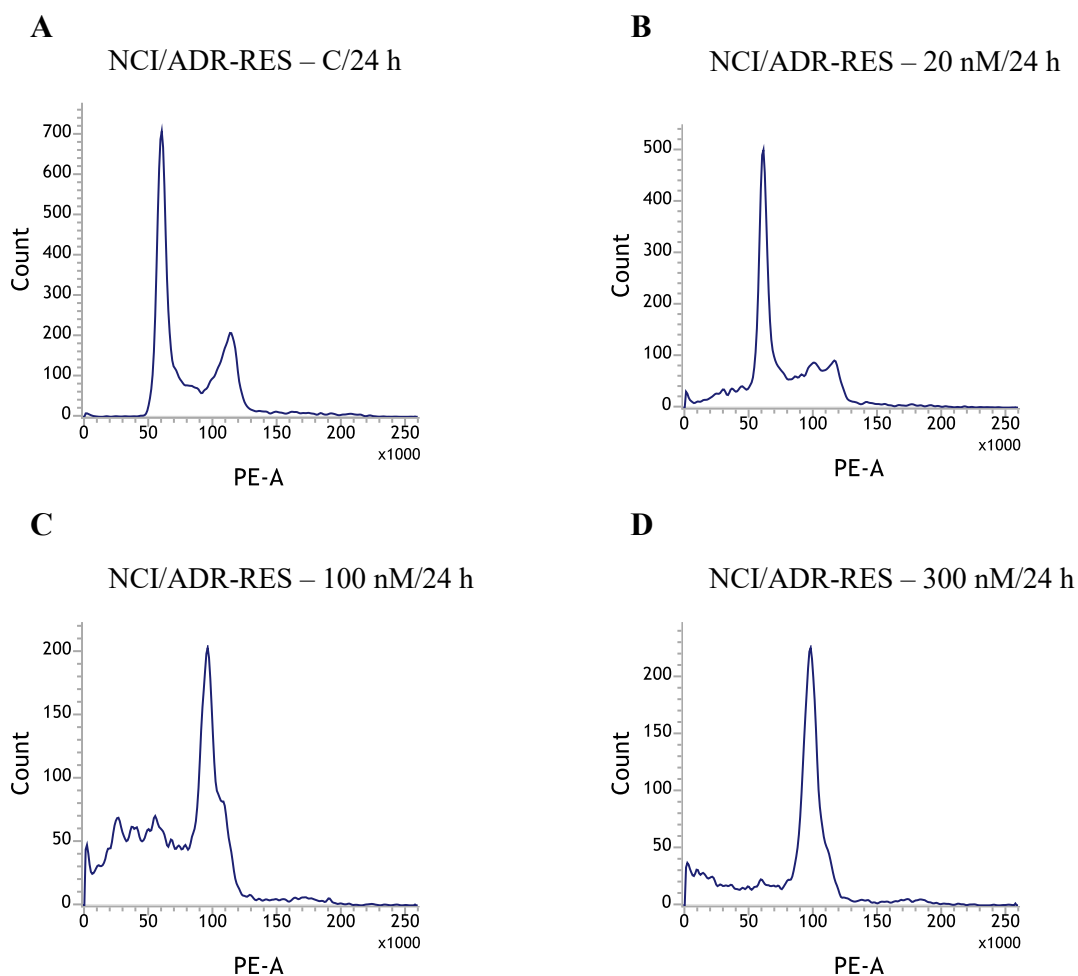 A
NCI/ADR-RES – C/24 h
700
600
500
400
300
200
100
0
Count
0 50 100 150 200 250
x1000
PE-A
B
NCI/ADR-RES – 20 nM/24 h
500
400
300
200
100
0
Count
0 50 100 150 200 250
x1000
PE-A
C
NCI/ADR-RES – 100 nM/24 h
200
150
100
50
0
Count
0 50 100 150 200 250
x1000
PE-A
D
NCI/ADR-RES – 300 nM/24 h
200
150
100
50
0
Count
0 50 100 150 200 250
x1000
PE-A